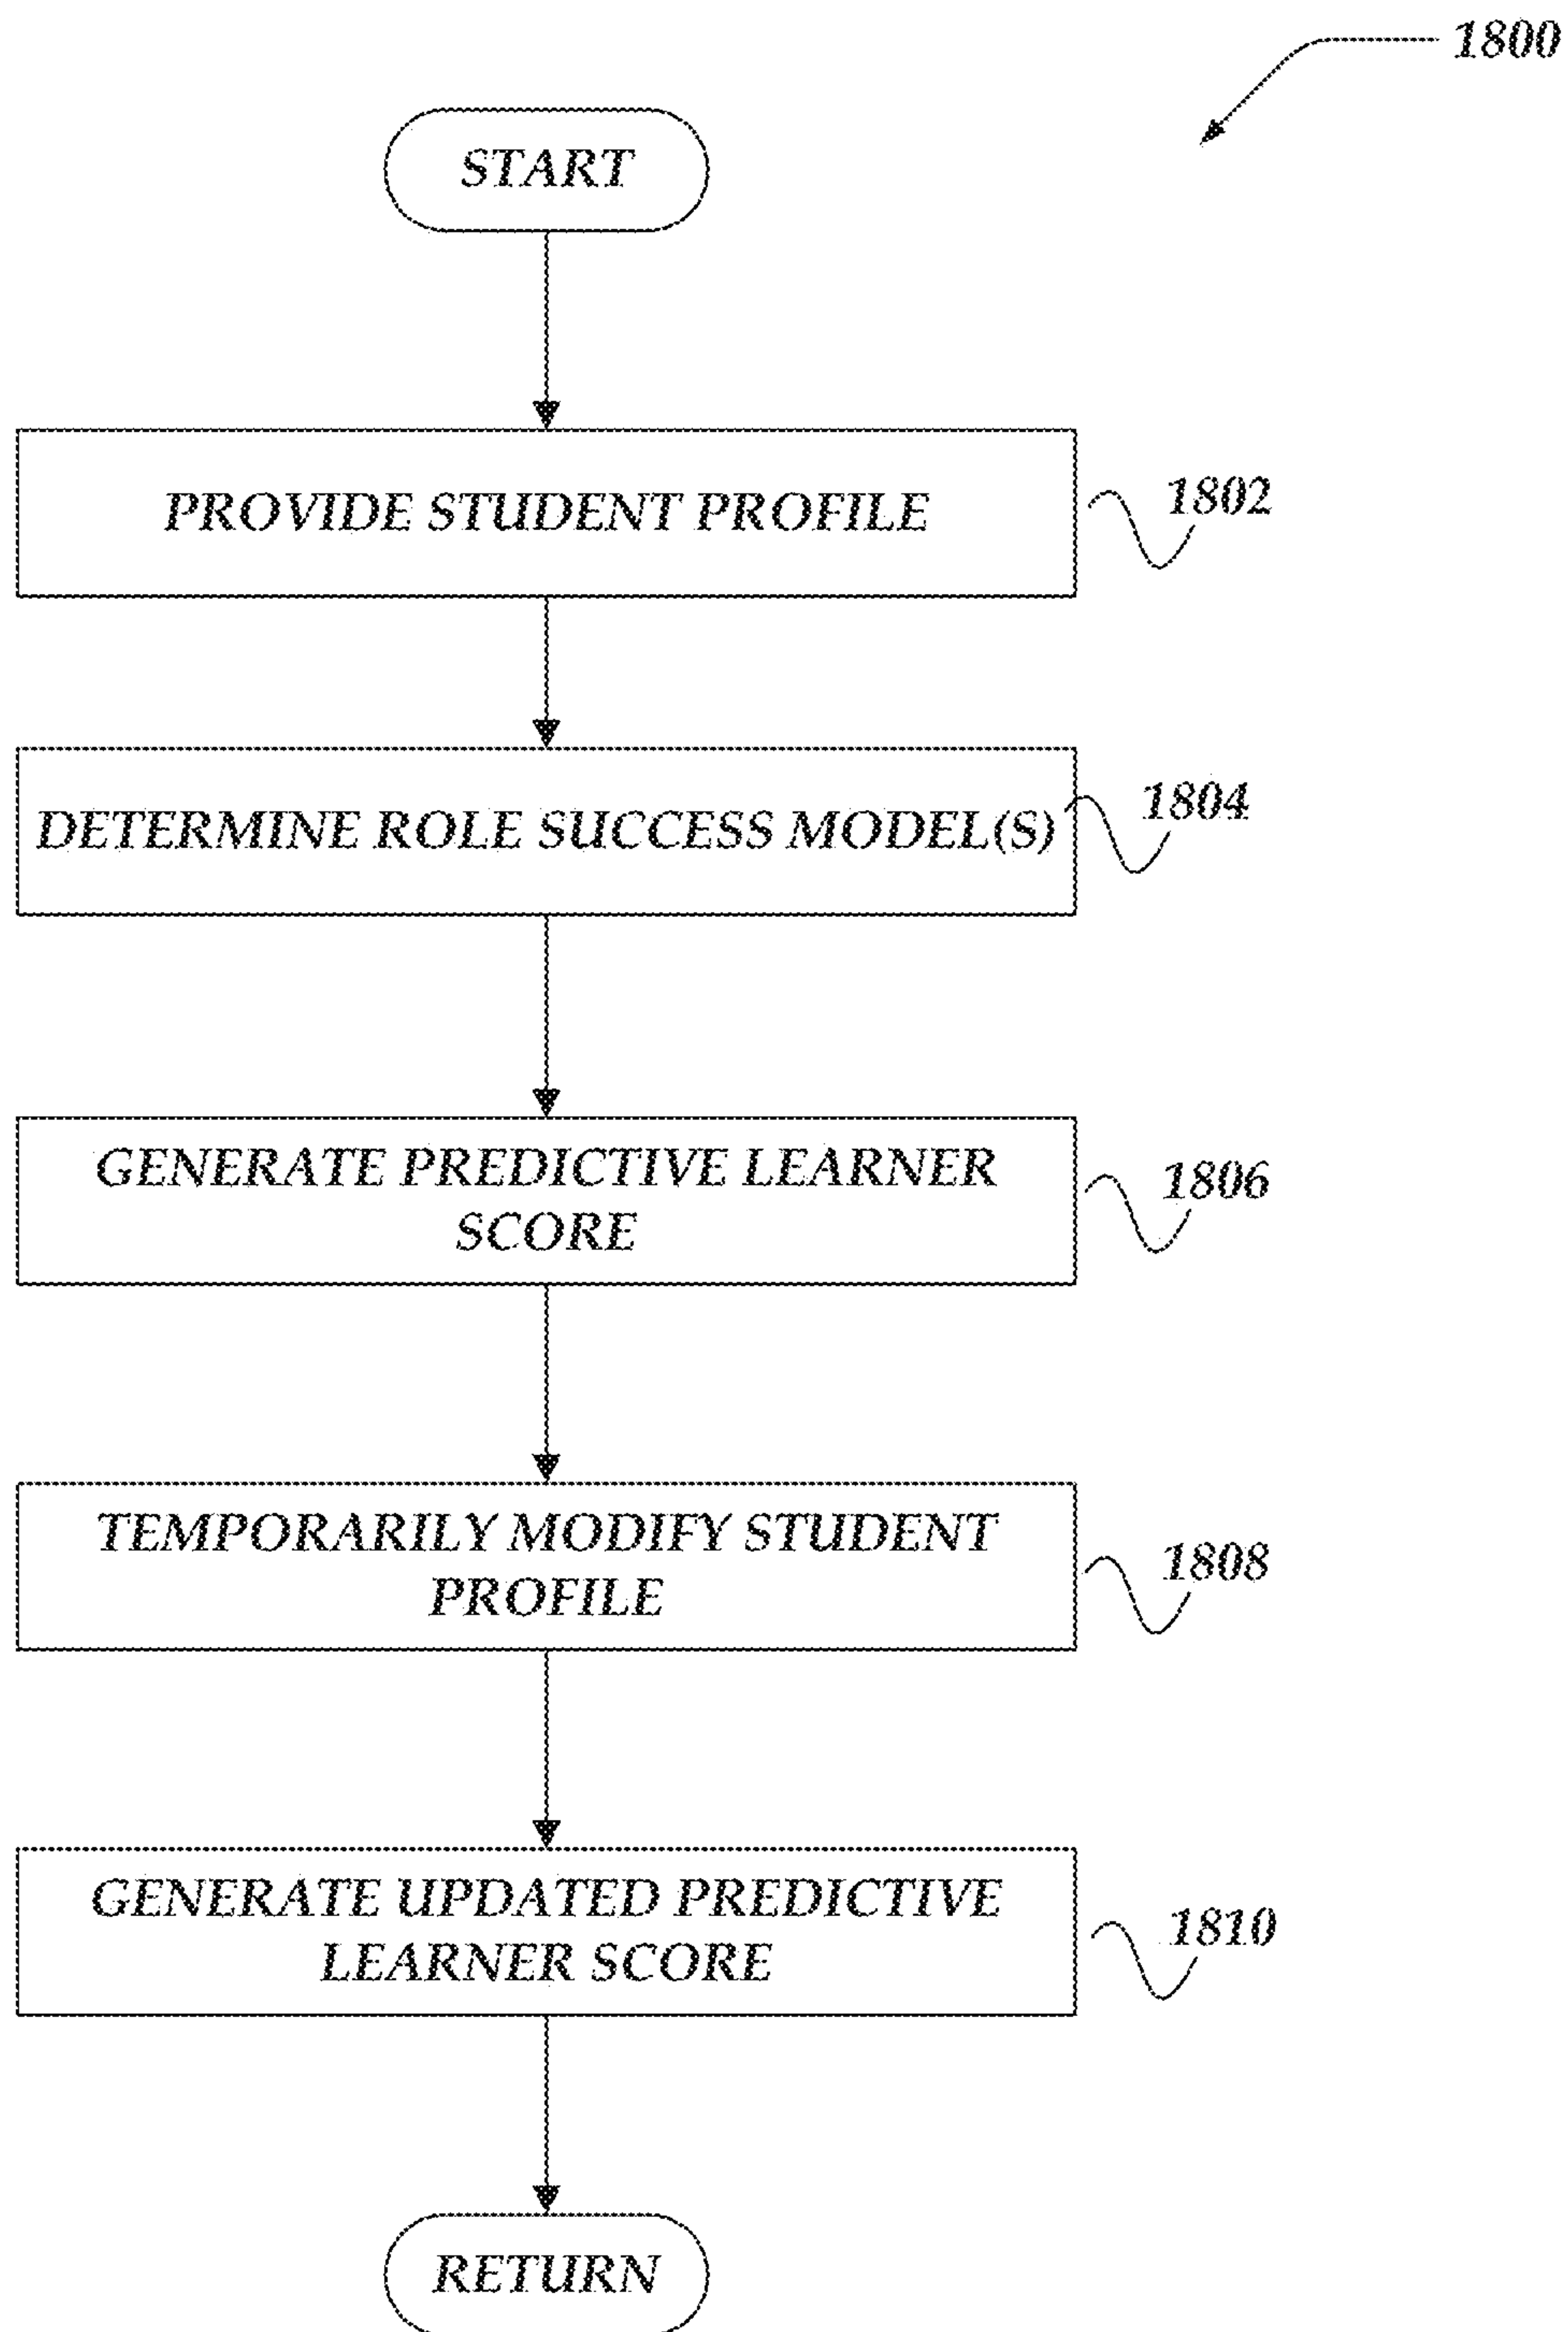 1800
START
PROVIDE STUDENT PROFILE
1802
DETERMINE ROLE SUCCESS MODEL(S)
1804
GENERATE PREDICTIVE LEARNER
SCORE
1806
TEMPORARILY MODIFY STUDENT
PROFILE
1808
GENERATE UPDATED PREDICTIVE
LEARNER SCORE
1810
RETURN